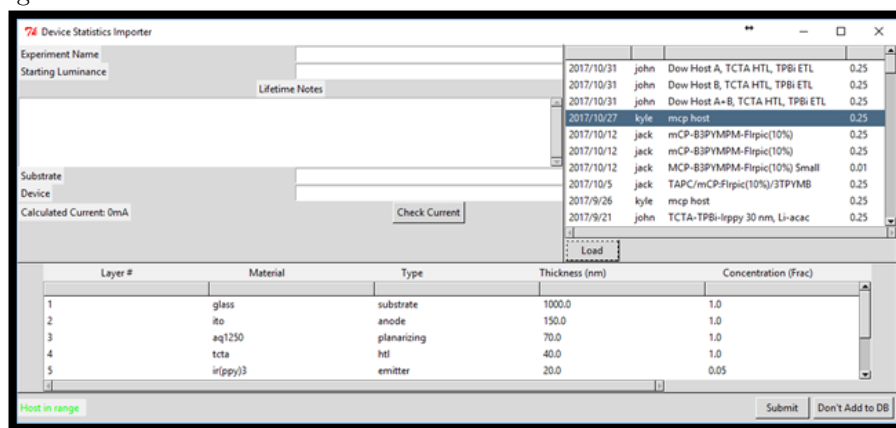 Device Statistics Importer
Experiment Name
Starting Luminance
Lifetime Notes
Substrate
Device
Calculated Current: 0mA
Check Current
2017/10/31 john Dow Host A, TCTA HTL, TPBi ETL 0.25
2017/10/31 john Dow Host B, TCTA HTL, TPBi ETL 0.25
2017/10/31 john Dow Host A+B, TCTA HTL, TPBi ETL 0.25
2017/10/27 kyle mcp host 0.25
2017/10/12 jack mCP-B3PYMPM-FIrpic(10%) 0.25
2017/10/12 jack mCP-B3PYMPM-FIrpic(10%) 0.25
2017/10/12 jack MCP-B3PYMPM-FIrpic(10%) Small 0.01
2017/10/5 jack TAPC/mCP:FIrpic(10%)/3TPYMB 0.25
2017/9/26 kyle mcp host 0.25
2017/9/21 john TCTA-TPBi-Irppy 30 nm, Li-acac 0.25
Load
Layer # Material Type Thickness (nm) Concentration (Frac)
1 glass substrate 1000.0 1.0
2 ito anode 150.0 1.0
3 aq1250 planarizing 70.0 1.0
4 tcta htl 40.0 1.0
5 ir(ppy)3 emitter 20.0 0.05
Host in range
Submit Don't Add to DB